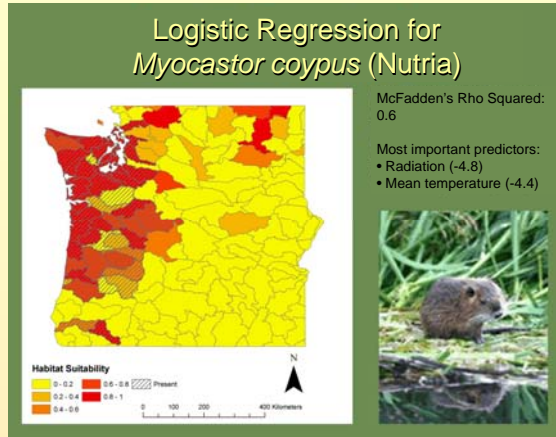 Logistic Regression for
Myocastor coypus (Nutria)
McFadden's Rho Squared:
0.6
Most important predictors:
• Radiation (-4.8)
• Mean temperature (-4.4)
Habitat Suitability
0 - 0.2
0.2 - 0.4
0.4 - 0.6
0.6 - 0.8
0.8 - 1
Present
N
0 100 200 400 Kilometers